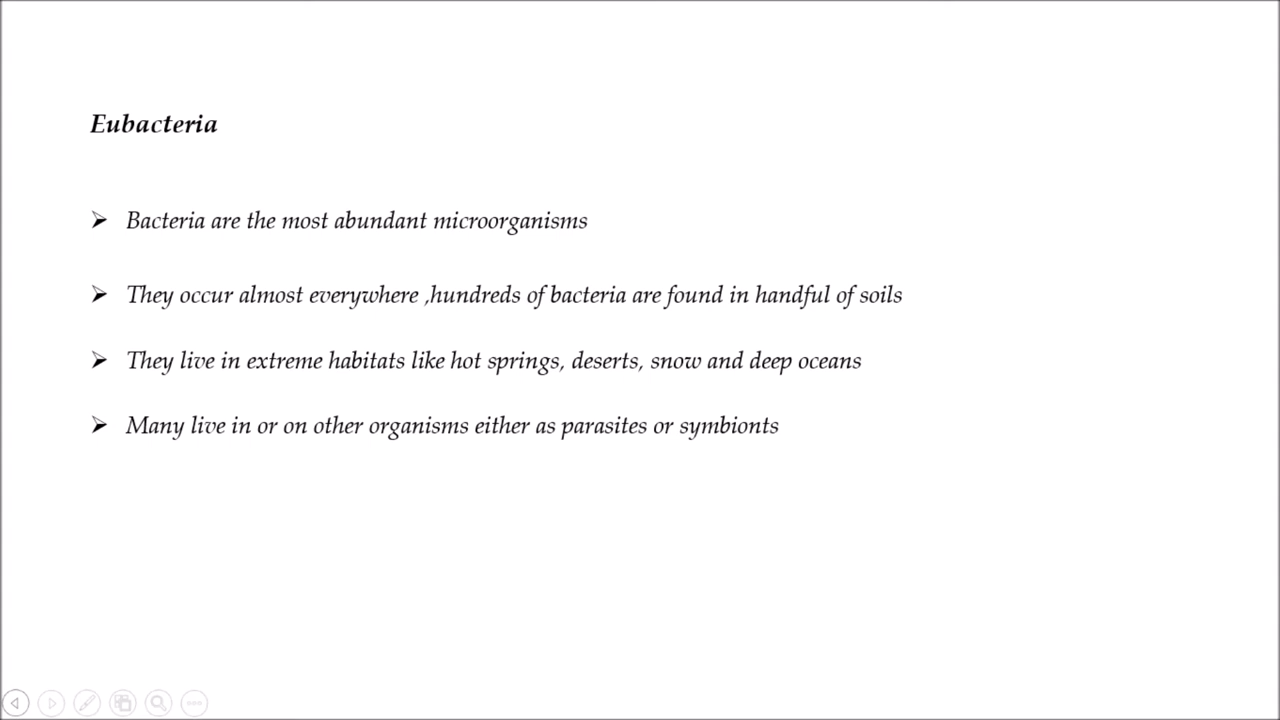 Eubacteria
➢ Bacteria are the most abundant microorganisms
➢ They occur almost everywhere ,hundreds of bacteria are found in handful of soils
➢ They live in extreme habitats like hot springs, deserts, snow and deep oceans
➢ Many live in or on other organisms either as parasites or symbionts